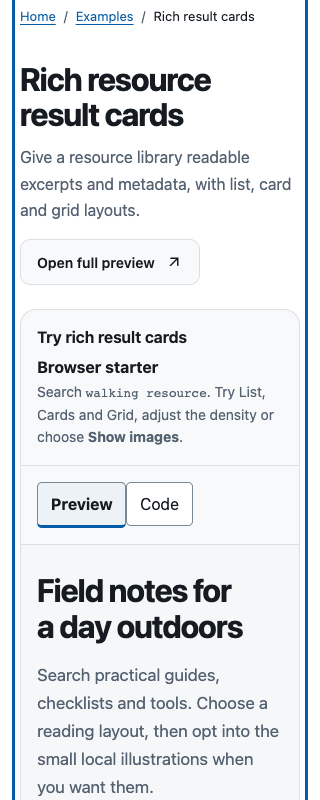 Home / Examples / Rich result cards
Rich resource
result cards
Give a resource library readable
excerpts and metadata, with list, card
and grid layouts.
Open full preview ↗
Try rich result cards
Browser starter
Search walking resource. Try List,
Cards and Grid, adjust the density or
choose Show images.
Preview Code
Field notes for
a day outdoors
Search practical guides,
checklists and tools. Choose a
reading layout, then opt into the
small local illustrations when
you want them.